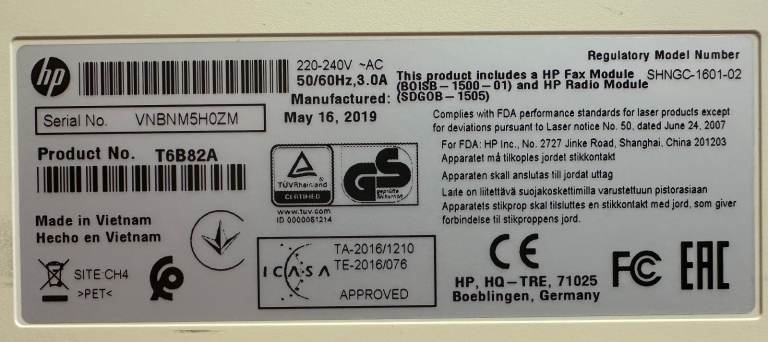 hp
220-240V ~AC
50/60Hz,3.0A
Manufactured:
May 16, 2019
Serial No. VNBNM5H0ZM
Product No. T6B82A
Made in Vietnam
Hecho en Vietnam
SITE:CH4
>PET<
TÜVRheinland
CERTIFIED
www.tuv.com
ID 0000061214
GS
geprüfte
Sicherheit
ICASA
TA-2016/1210
TE-2016/076
APPROVED
Regulatory Model Number
SHNGC-1601-02
This product includes a HP Fax Module
(BOISB-1500-01) and HP Radio Module
(SDGOB-1505)
Complies with FDA performance standards for laser products except
for deviations pursuant to Laser notice No. 50, dated June 24, 2007
For FDA: HP Inc., No. 2727 Jinke Road, Shanghai, China 201203
Apparatet må tilkoples jordet stikkontakt
Apparaten skall anslutas till jordat uttag
Laite on liitettävä suojakoskettimilla varustettuun pistorasiaan
Apparatets stikprop skal tilsluttes en stikkontakt med jord, som giver
forbindelse til stikproppens jord.
CE
HP, HQ-TRE, 71025
Boeblingen, Germany
FC
EAC